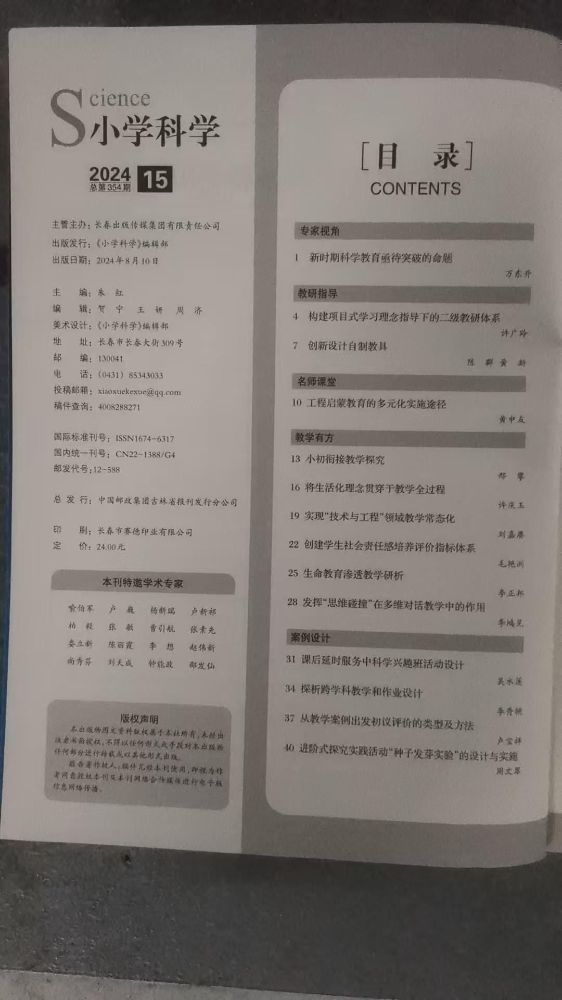 Science
小学科学
2024 15
总第354期
主管主办：长春出版传媒集团有限责任公司
出版发行：《小学科学》编辑部
出版日期：2024年8月10日
主 编：朱 红
编 辑：贺 宁 王 妍 周 济
美术设计：《小学科学》编辑部
地 址：长春市长春大街309号
邮 编：130041
电 话：（0431）85343033
投稿邮箱：xiaoxuekexue@qq.com
稿件查询：4008288271
国际标准刊号：ISSN1674-6317
国内统一刊号：CN22-1388/G4
邮发代号：12-588
总 发 行：中国邮政集团吉林省报刊发行分公司
印 刷：长春市赛德印业有限公司
定 价：24.00元
本刊特邀学术专家
喻伯军 卢 巍 杨新瑞 卢新祁
柏 毅 张 敏 曹引航 张素先
娄立新 陈丽霞 李 想 赵伟新
尚秀芬 刘天成 钟能政 邵发仙
版权声明
本出版物图文资料版权属于本社所有，未经出
版者书面授权，不得以任何形式或手段对本出版物
任何部分进行转载或以其他形式出版。
敬告著作权人：稿件凡经本刊使用，即视为作
者同意授权本刊及本刊网络合作媒体进行电子版
信息网络传播。
［目 录］
CONTENTS
专家视角
1 新时期科学教育亟待突破的命题
万东升
教研指导
4 构建项目式学习理念指导下的二级教研体系
许广玲
7 创新设计自制教具
陈 群 黄 新
名师课堂
10 工程启蒙教育的多元化实施途径
黄申友
教学有方
13 小初衔接教学探究
邢 零
16 将生活化理念贯穿于教学全过程
许庆玉
19 实现“技术与工程”领域教学常态化
刘嘉赓
22 创建学生社会责任感培养评价指标体系
毛艳洲
25 生命教育渗透教学研析
李正邦
28 发挥“思维碰撞”在多维对话教学中的作用
李鸿见
案例设计
31 课后延时服务中科学兴趣班活动设计
吴水莲
34 探析跨学科教学和作业设计
李秀艳
37 从教学案例出发初议评价的类型及方法
卢宝祥
40 进阶式探究实践活动“种子发芽实验”的设计与实施
周文翠